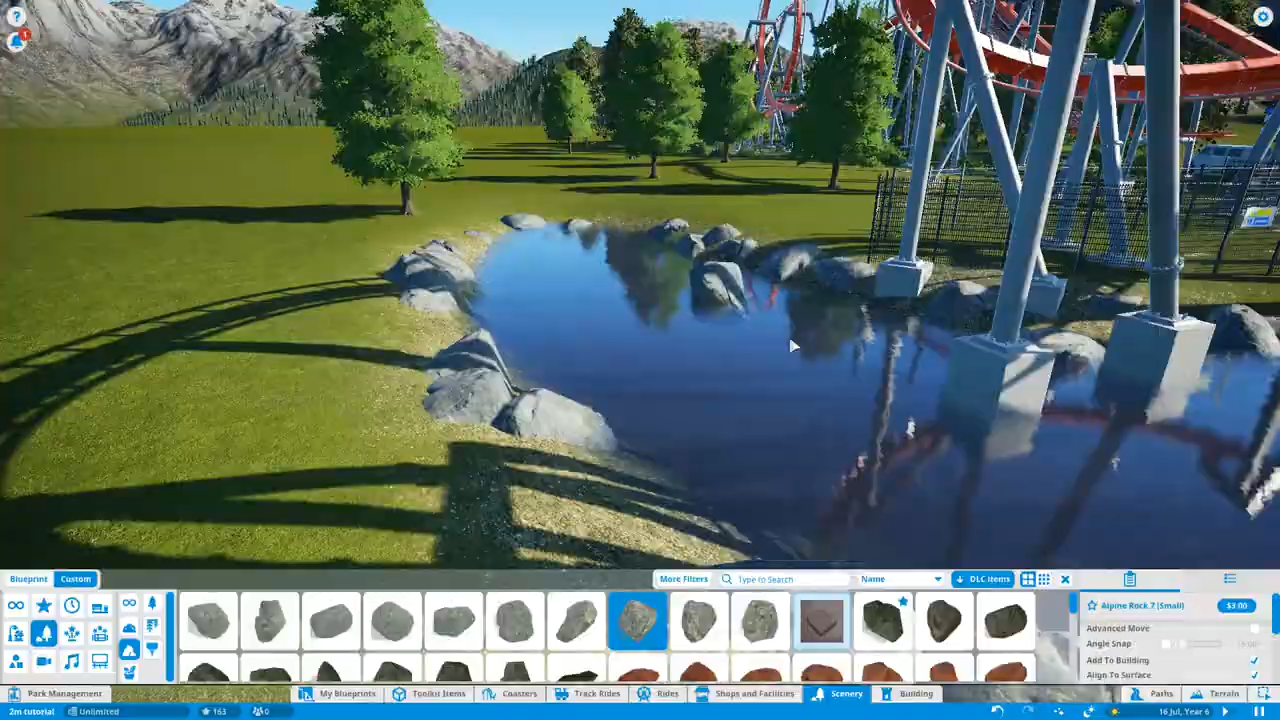 ?
1
Blueprint Custom More Filters Type to Search Name DLC Items
Alpine Rock 7 (Small) $3.00
Advanced Move
Angle Snap
Add To Building
Align To Surface
Park Management My Blueprints Toolkit Items Coasters Track Rides Rides Shops and Facilities Scenery Building Paths Terrain
2m tutorial Unlimited 163 0 16 Jul, Year 6